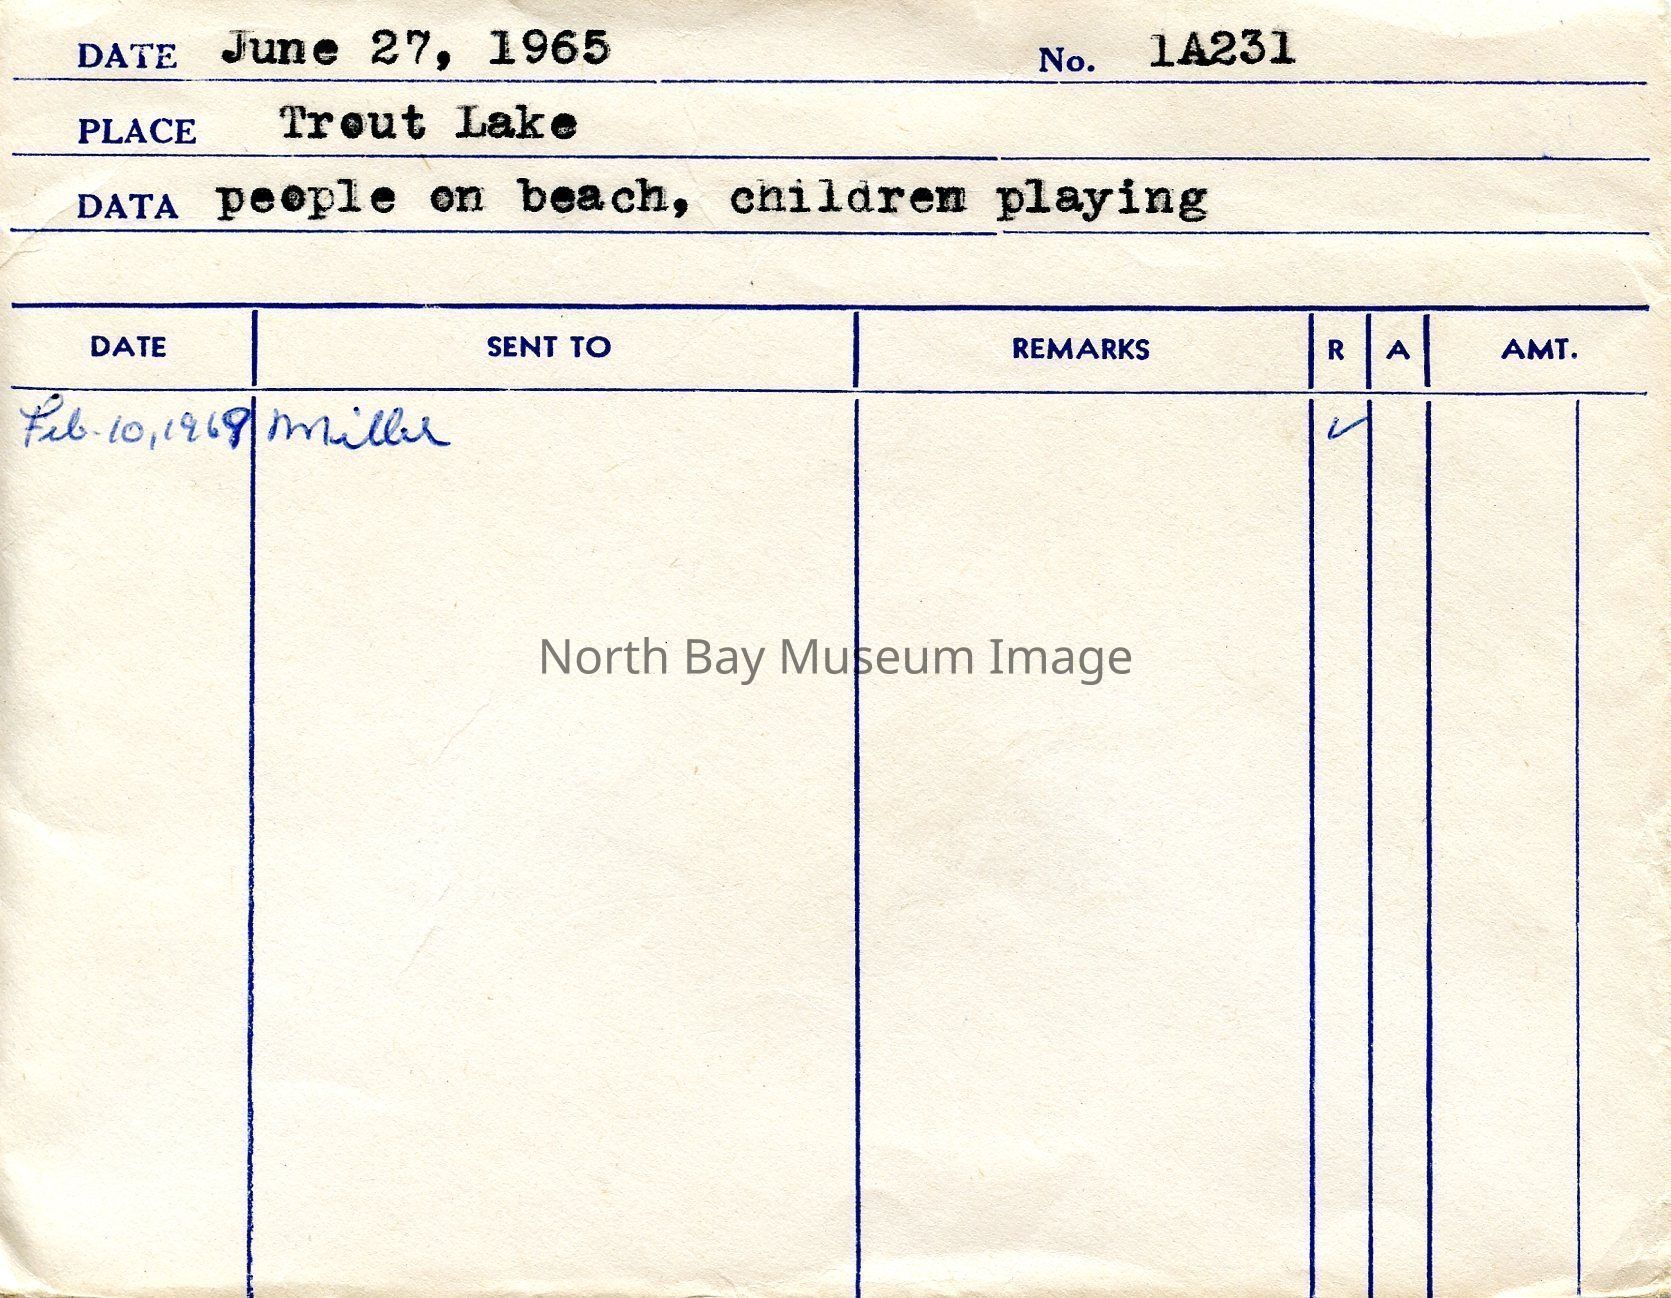 DATE June 27, 1965 No. 1A231
PLACE Trout Lake
DATA people on beach, children playing
DATE SENT TO REMARKS R A AMT.
Feb. 10, 1969 Miller ✓
North Bay Museum Image